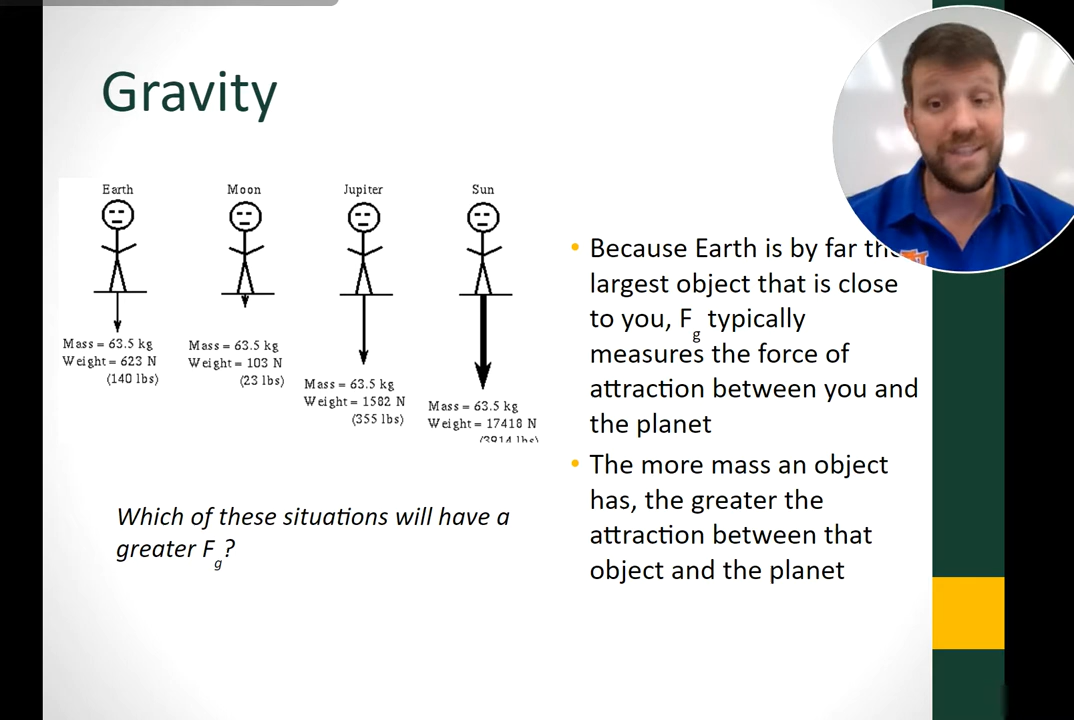 Gravity
Earth
Mass = 63.5 kg
Weight = 623 N
(140 lbs)
Moon
Mass = 63.5 kg
Weight = 103 N
(23 lbs)
Jupiter
Mass = 63.5 kg
Weight = 1582 N
(355 lbs)
Sun
Mass = 63.5 kg
Weight = 17418 N
(3914 lbs)
Which of these situations will have a
greater Fg?
• Because Earth is by far the
largest object that is close
to you, Fg typically
measures the force of
attraction between you and
the planet
• The more mass an object
has, the greater the
attraction between that
object and the planet